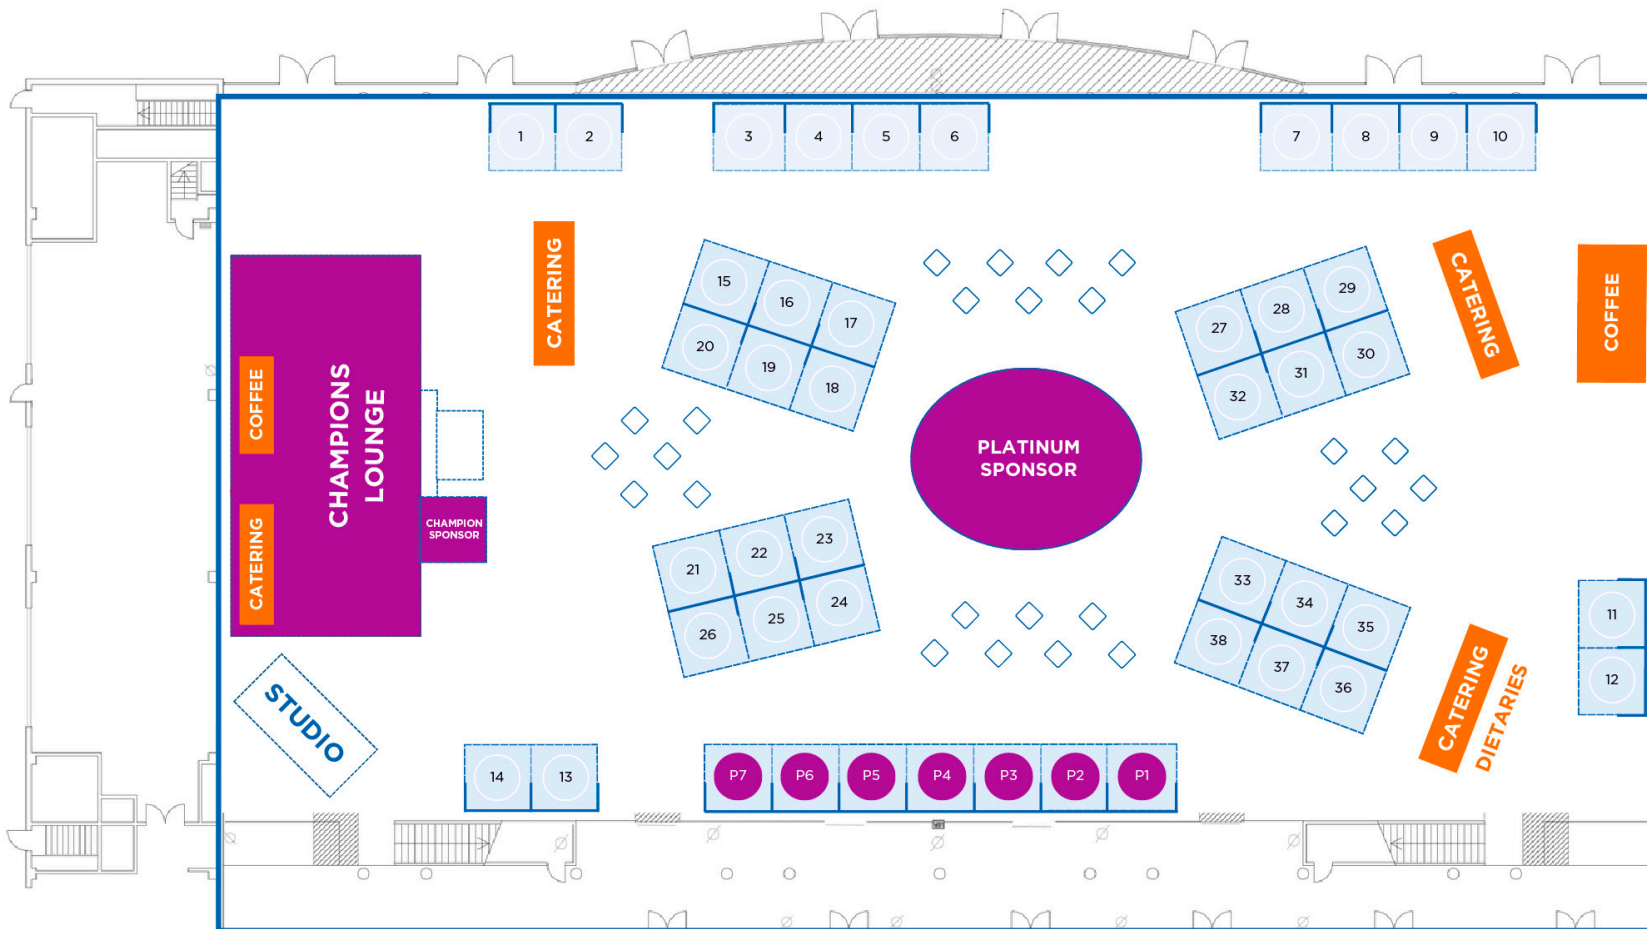 1
2
3
4
5
6
7
8
9
10
CATERING
15
16
17
20
19
18
27
28
29
32
31
30
CATERING
COFFEE
COFFEE
CATERING
CHAMPIONS
LOUNGE
CHAMPION
SPONSOR
PLATINUM
SPONSOR
21
22
23
26
25
24
33
34
35
38
37
36
11
12
CATERING
DIETARIES
STUDIO
14
13
P7
P6
P5
P4
P3
P2
P1